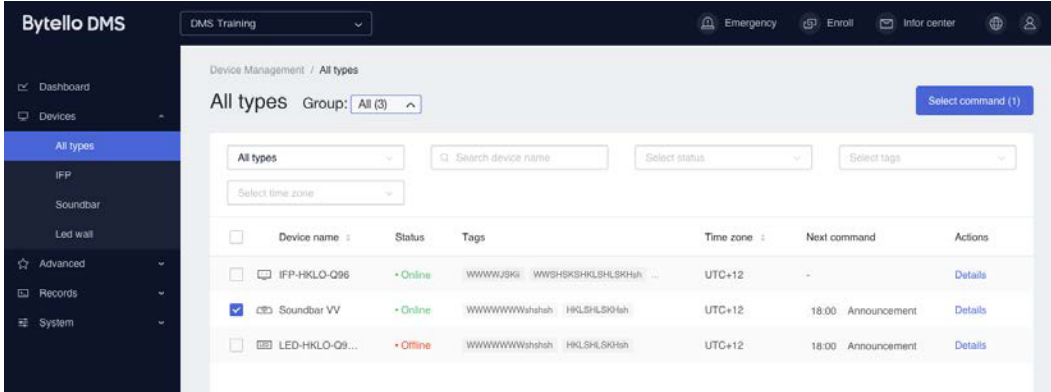 Bytello DMS
DMS Training
Emergency
Enroll
Infor center
Dashboard
Devices
All types
IFP
Soundbar
Led wall
Advanced
Records
System
Device Management / All types
All types Group: All (3)
Select command (1)
All types
Search device name
Select status
Select tags
Select time zone
Device name Status Tags Time zone Next command Actions
IFP-HKLO-Q96 • Online WWWWJSKii WWSHSKSHKLSHLSKHsh ... UTC+12 - Details
Soundbar VV • Online WWWWWWWshshsh HKLSHLSKHsh UTC+12 18:00 Announcement Details
LED-HKLO-Q9... • Offline WWWWWWWshshsh HKLSHLSKHsh UTC+12 18:00 Announcement Details